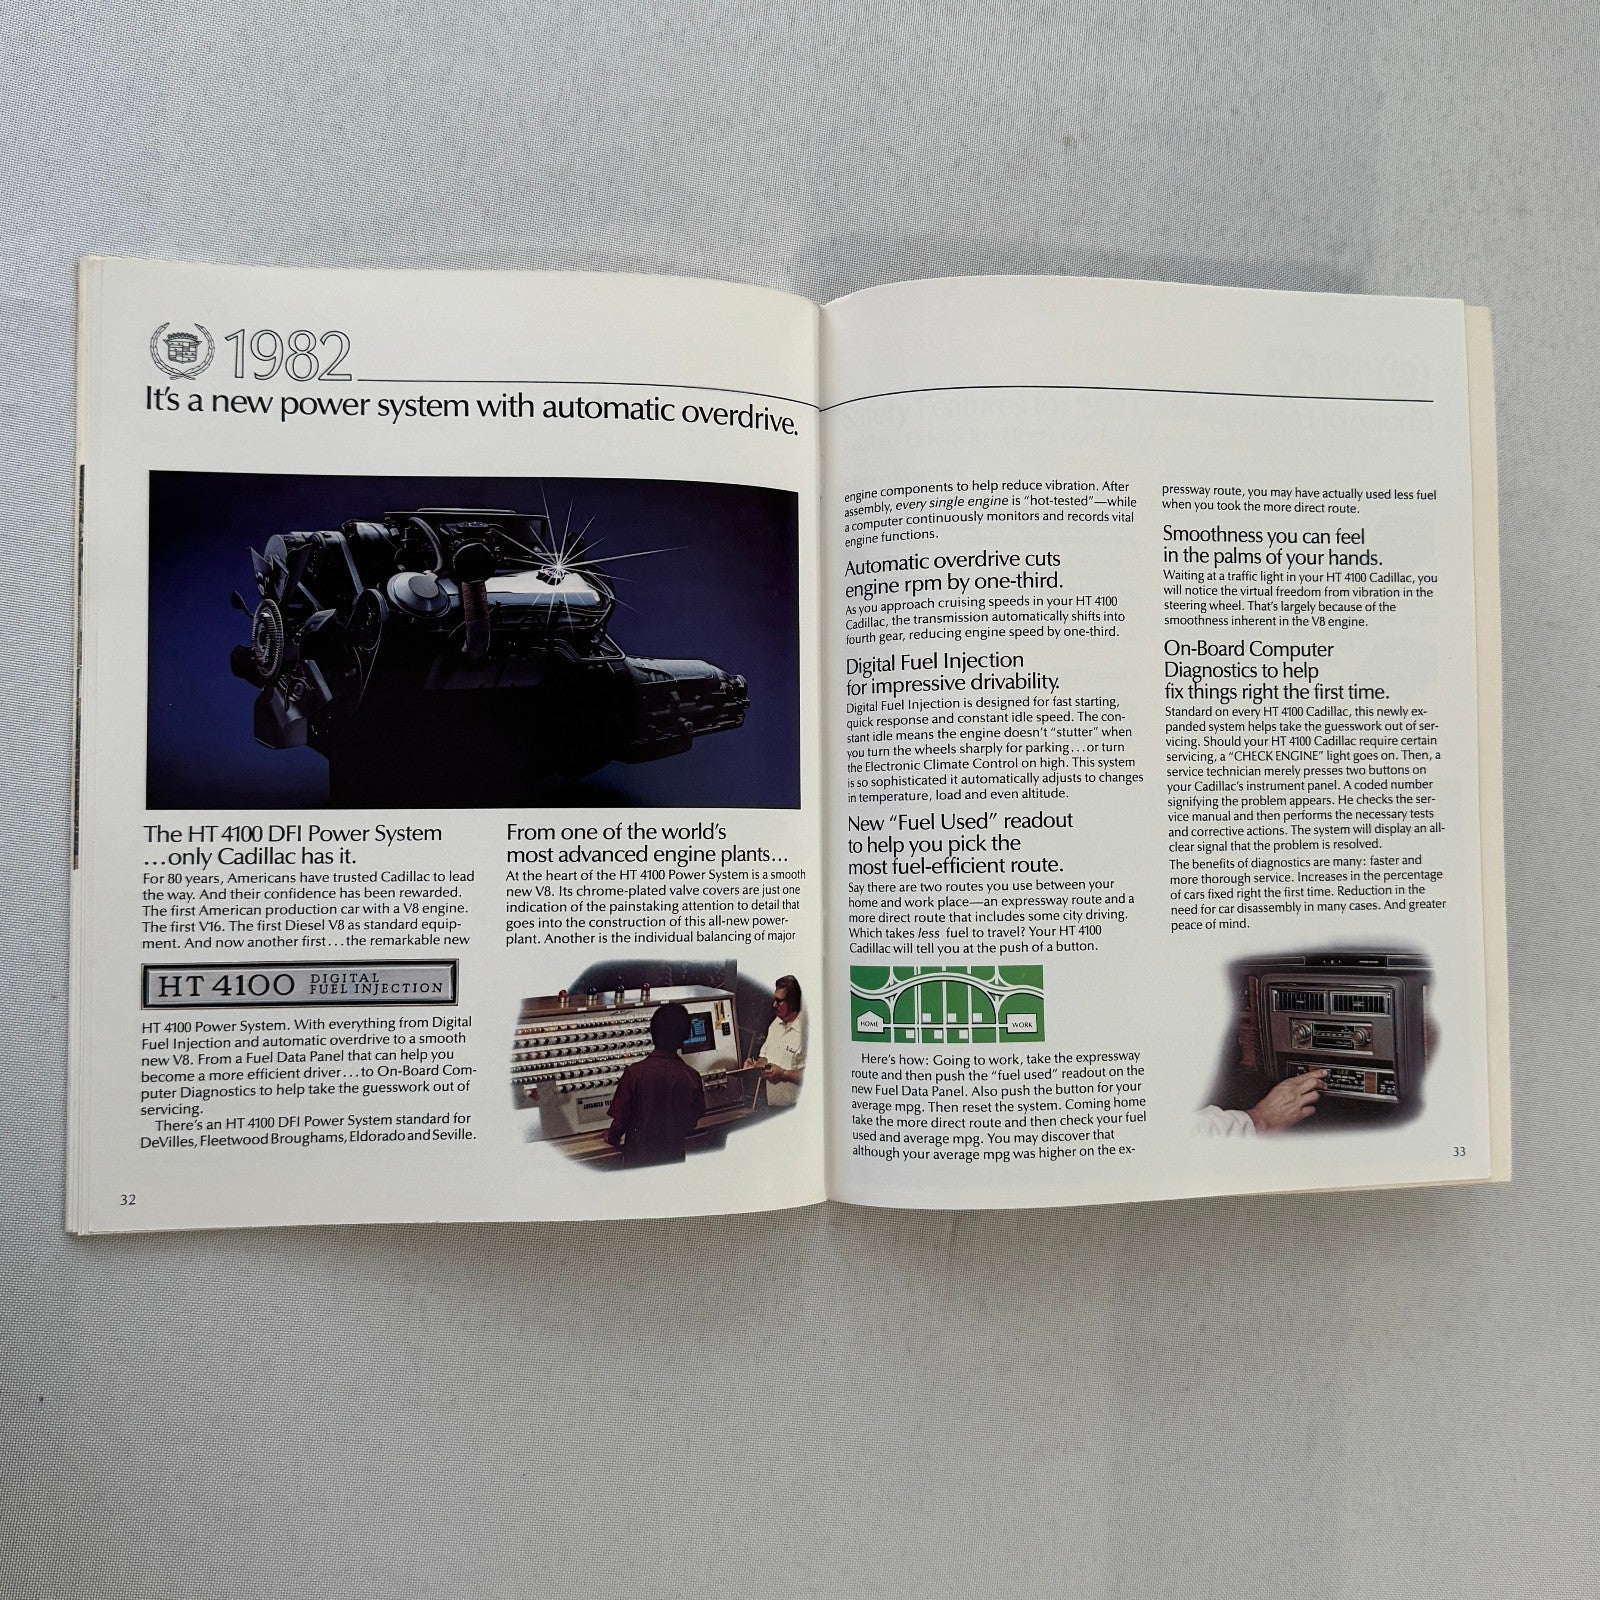 1982
It's a new power system with automatic overdrive.
The HT 4100 DFI Power System
...only Cadillac has it.
For 80 years, Americans have trusted Cadillac to lead
the way. And their confidence has been rewarded.
The first American production car with a V8 engine.
The first V16. The first Diesel V8 as standard equip-
ment. And now another first...the remarkable new
HT 4100 DIGITAL
FUEL INJECTION
HT 4100 Power System. With everything from Digital
Fuel Injection and automatic overdrive to a smooth
new V8. From a Fuel Data Panel that can help you
become a more efficient driver...to On-Board Com-
puter Diagnostics to help take the guesswork out of
servicing.
There's an HT 4100 DFI Power System standard for
DeVilles, Fleetwood Broughams, Eldorado and Seville.
32
From one of the world's
most advanced engine plants...
At the heart of the HT 4100 Power System is a smooth
new V8. Its chrome-plated valve covers are just one
indication of the painstaking attention to detail that
goes into the construction of this all-new power-
plant. Another is the individual balancing of major
engine components to help reduce vibration. After
assembly, every single engine is "hot-tested"—while
a computer continuously monitors and records vital
engine functions.
Automatic overdrive cuts
engine rpm by one-third.
As you approach cruising speeds in your HT 4100
Cadillac, the transmission automatically shifts into
fourth gear, reducing engine speed by one-third.
Digital Fuel Injection
for impressive drivability.
Digital Fuel Injection is designed for fast starting,
quick response and constant idle speed. The con-
stant idle means the engine doesn't "stutter" when
you turn the wheels sharply for parking...or turn
the Electronic Climate Control on high. This system
is so sophisticated it automatically adjusts to changes
in temperature, load and even altitude.
New "Fuel Used" readout
to help you pick the
most fuel-efficient route.
Say there are two routes you use between your
home and work place—an expressway route and a
more direct route that includes some city driving.
Which takes less fuel to travel? Your HT 4100
Cadillac will tell you at the push of a button.
HOME WORK
Here's how: Going to work, take the expressway
route and then push the "fuel used" readout on the
new Fuel Data Panel. Also push the button for your
average mpg. Then reset the system. Coming home
take the more direct route and then check your fuel
used and average mpg. You may discover that
although your average mpg was higher on the ex-
pressway route, you may have actually used less fuel
when you took the more direct route.
Smoothness you can feel
in the palms of your hands.
Waiting at a traffic light in your HT 4100 Cadillac, you
will notice the virtual freedom from vibration in the
steering wheel. That's largely because of the
smoothness inherent in the V8 engine.
On-Board Computer
Diagnostics to help
fix things right the first time.
Standard on every HT 4100 Cadillac, this newly ex-
panded system helps take the guesswork out of ser-
vicing. Should your HT 4100 Cadillac require certain
servicing, a "CHECK ENGINE" light goes on. Then, a
service technician merely presses two buttons on
your Cadillac's instrument panel. A coded number
signifying the problem appears. He checks the ser-
vice manual and then performs the necessary tests
and corrective actions. The system will display an all-
clear signal that the problem is resolved.
The benefits of diagnostics are many: faster and
more thorough service. Increases in the percentage
of cars fixed right the first time. Reduction in the
need for car disassembly in many cases. And greater
peace of mind.
33